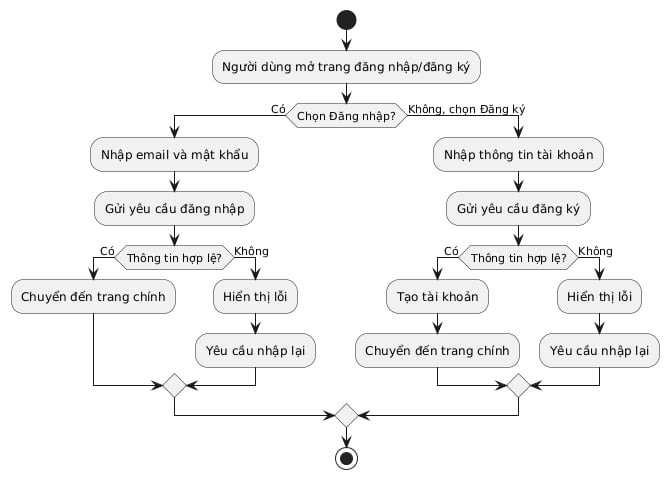 Người dùng mở trang đăng nhập/đăng ký
Chọn Đăng nhập?
Có
Không, chọn Đăng ký
Nhập email và mật khẩu
Gửi yêu cầu đăng nhập
Thông tin hợp lệ?
Có
Không
Chuyển đến trang chính
Hiển thị lỗi
Yêu cầu nhập lại
Nhập thông tin tài khoản
Gửi yêu cầu đăng ký
Thông tin hợp lệ?
Có
Không
Tạo tài khoản
Chuyển đến trang chính
Hiển thị lỗi
Yêu cầu nhập lại